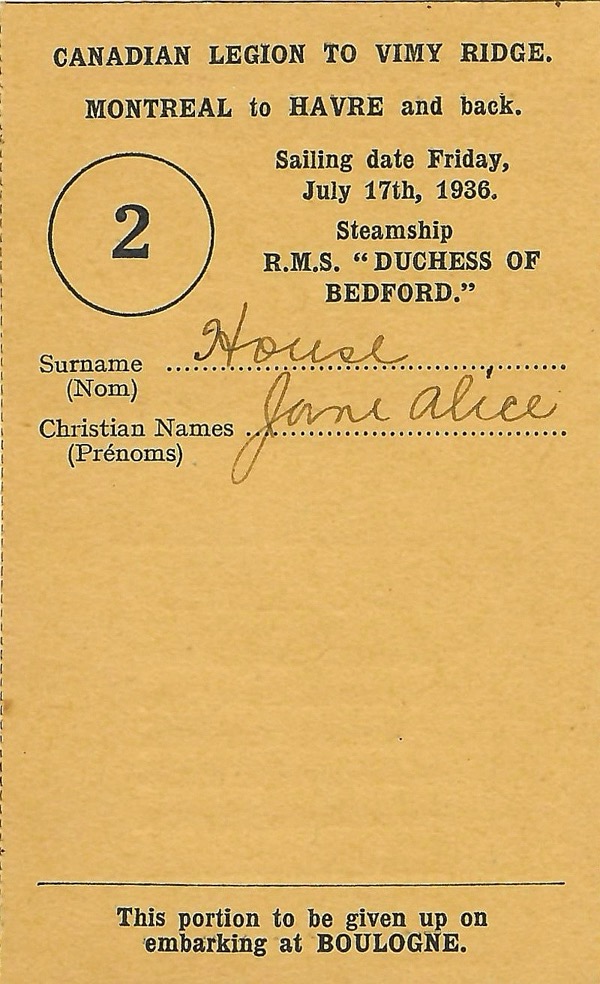 CANADIAN LEGION TO VIMY RIDGE.
MONTREAL to HAVRE and back.
2
Sailing date Friday,
July 17th, 1936.
Steamship
R.M.S. “DUCHESS OF
BEDFORD.”
Surname House
(Nom)
Christian Names Jane Alice
(Prénoms)
This portion to be given up on
embarking at BOULOGNE.